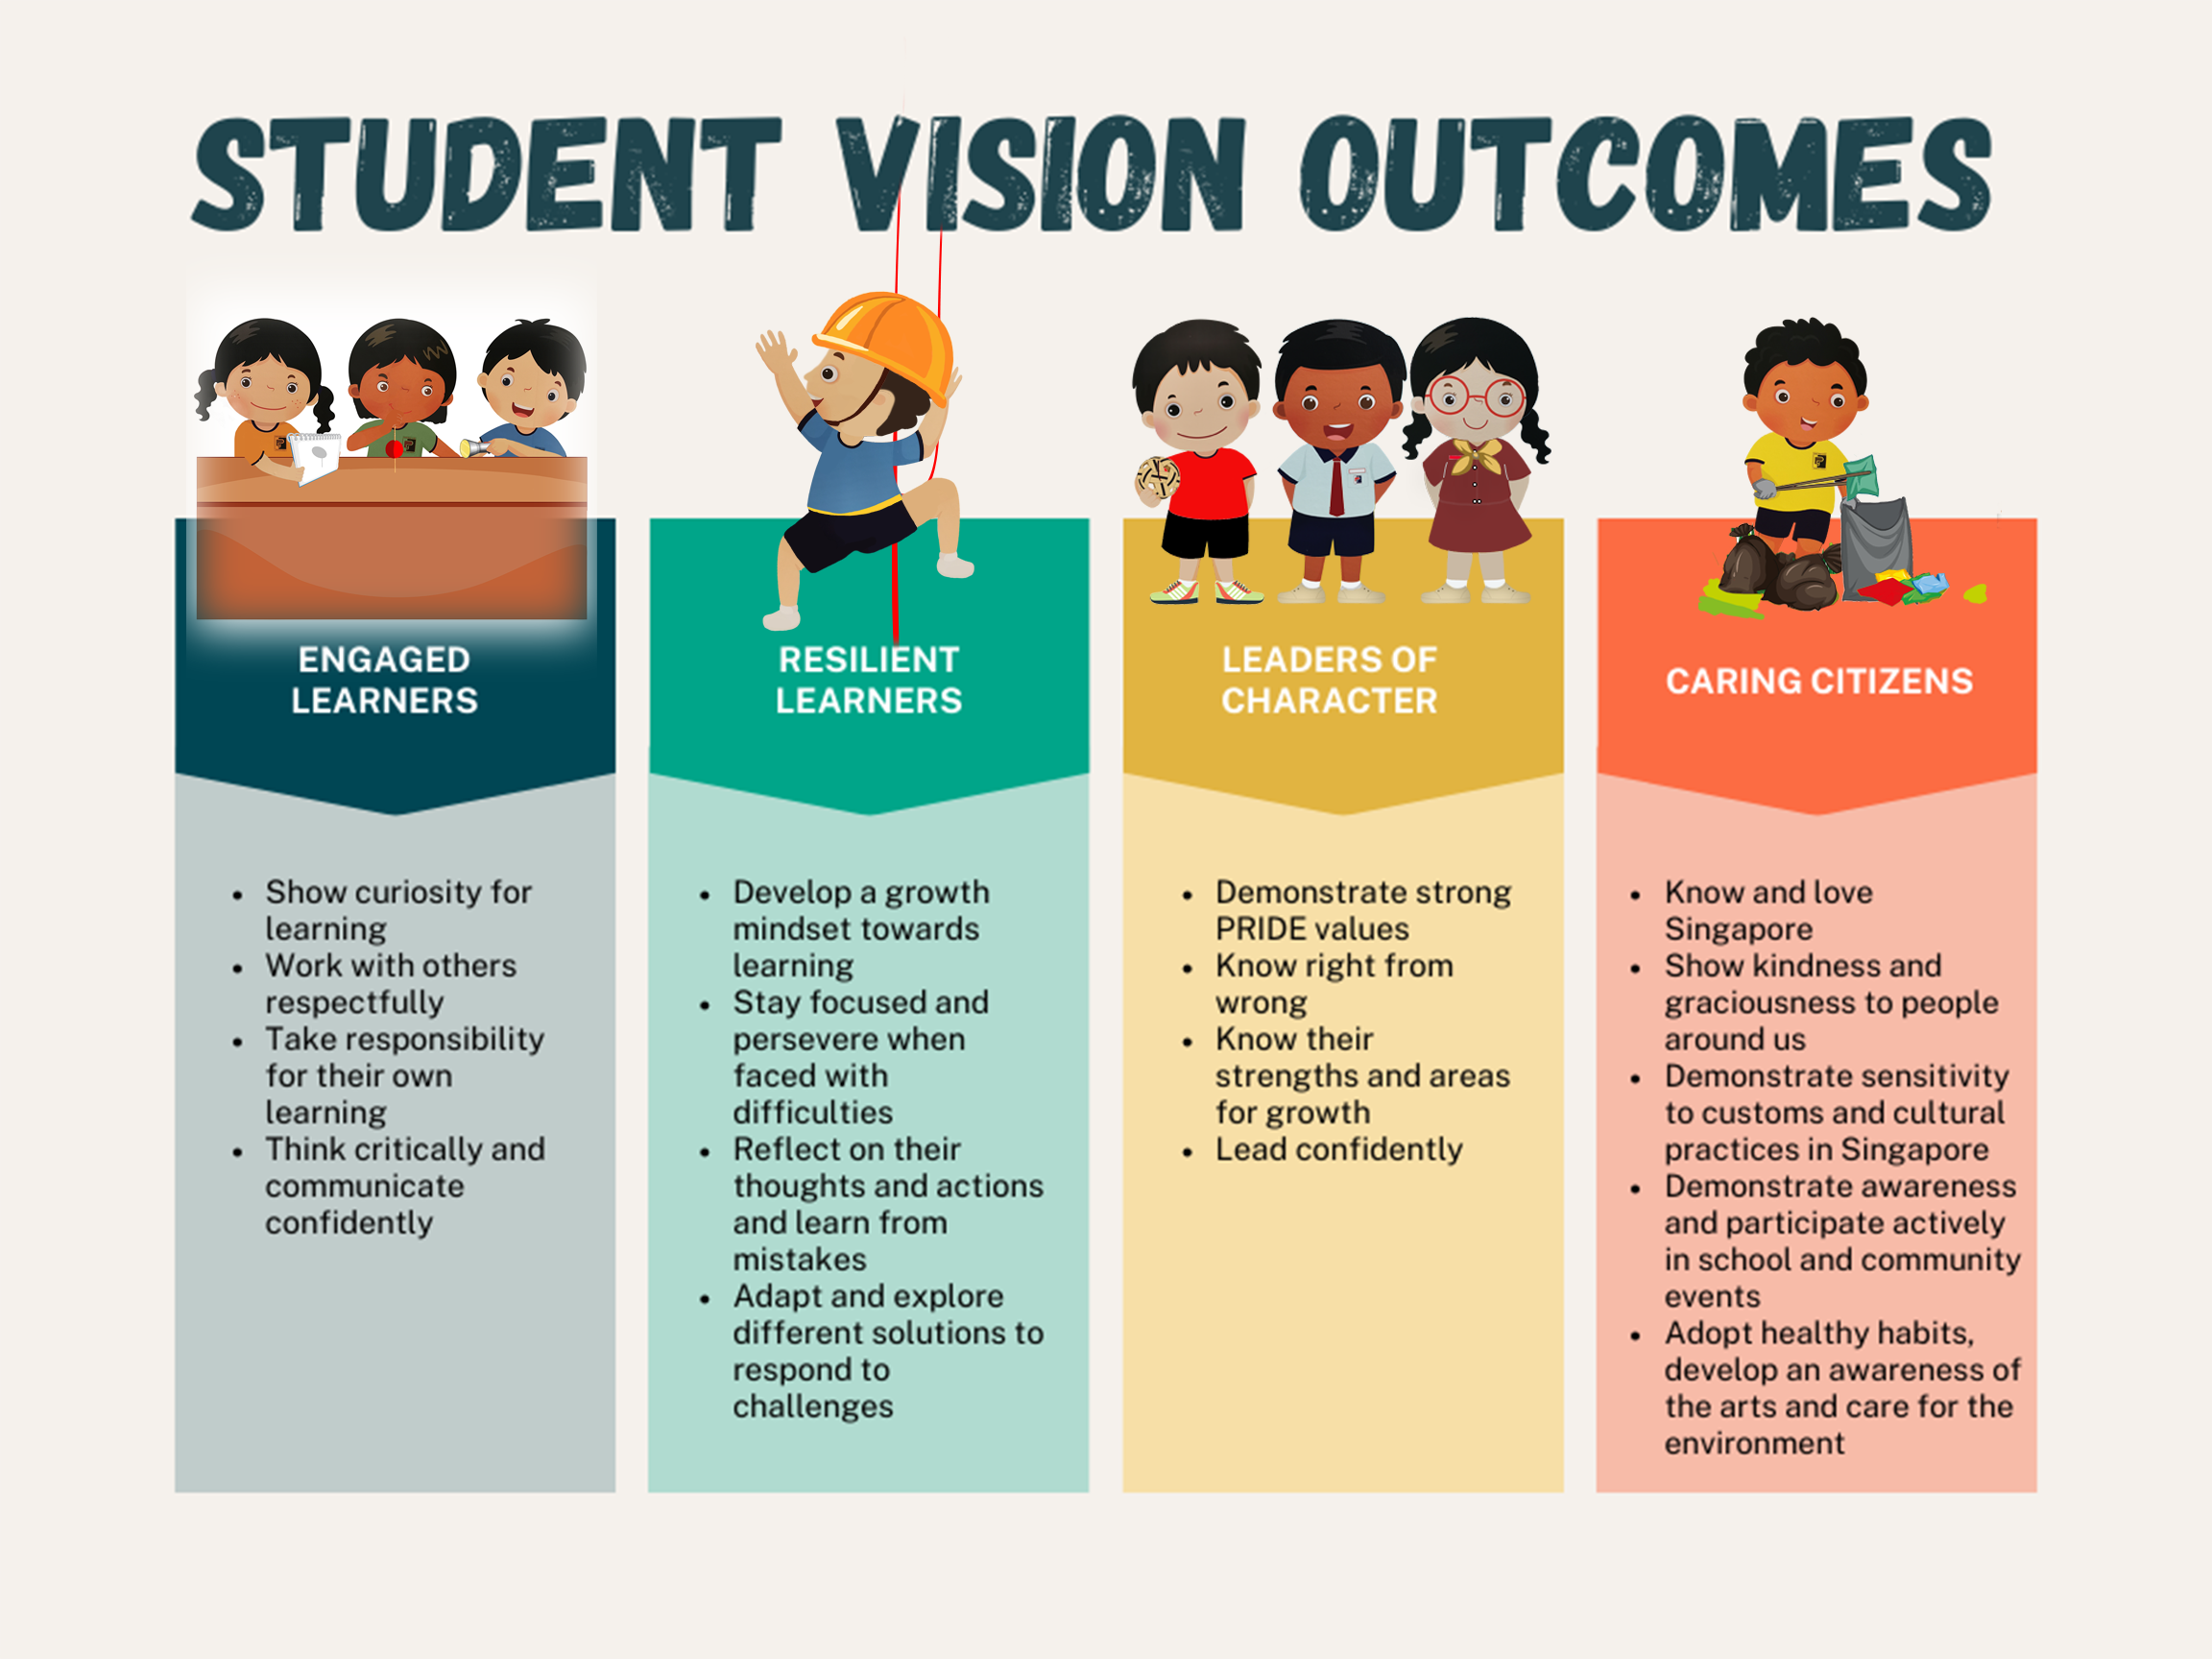 STUDENT VISION OUTCOMES
ENGAGED
LEARNERS
• Show curiosity for
learning
• Work with others
respectfully
• Take responsibility
for their own
learning
• Think critically and
communicate
confidently
RESILIENT
LEARNERS
• Develop a growth
mindset towards
learning
• Stay focused and
persevere when
faced with
difficulties
• Reflect on their
thoughts and actions
and learn from
mistakes
• Adapt and explore
different solutions to
respond to
challenges
LEADERS OF
CHARACTER
• Demonstrate strong
PRIDE values
• Know right from
wrong
• Know their
strengths and areas
for growth
• Lead confidently
CARING CITIZENS
• Know and love
Singapore
• Show kindness and
graciousness to people
around us
• Demonstrate sensitivity
to customs and cultural
practices in Singapore
• Demonstrate awareness
and participate actively
in school and community
events
• Adopt healthy habits,
develop an awareness of
the arts and care for the
environment